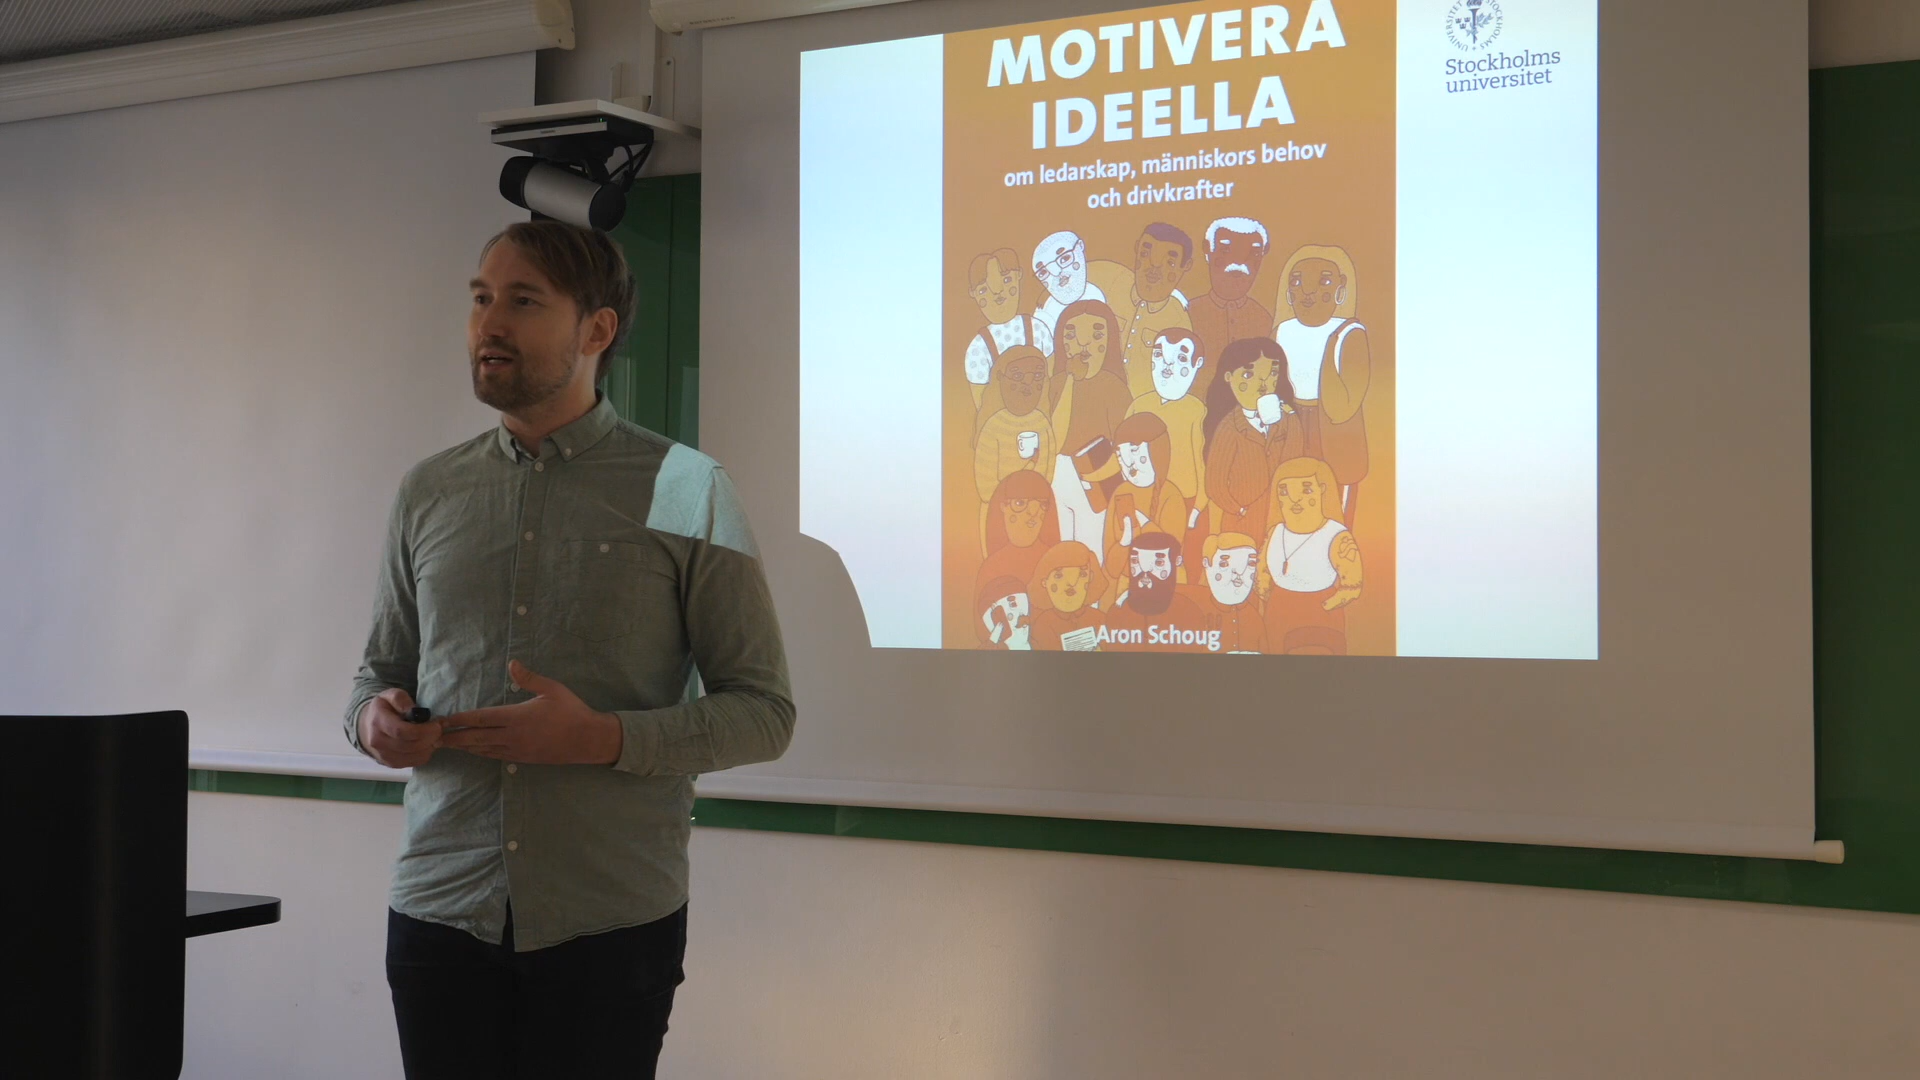 MOTIVERA
IDEELLA
om ledarskap, människors behov
och drivkrafter
Aron Schoug
Stockholms
universitet